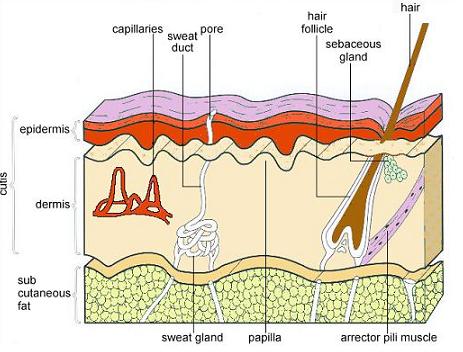 hair
capillaries
sweat
duct
pore
hair
follicle
sebaceous
gland
epidermis
cutis
dermis
sub
cutaneous
fat
sweat gland
papilla
arrector pili muscle